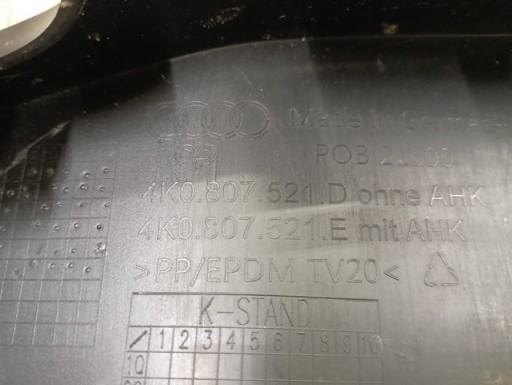 Made in
POB
4K0.807.521.D ohne AHK
4K0.807.521.E mit AHK
>PP/EPDM TV20<
K-STAND
/ 1 2 3 4 5 6 7 8 9 10
10